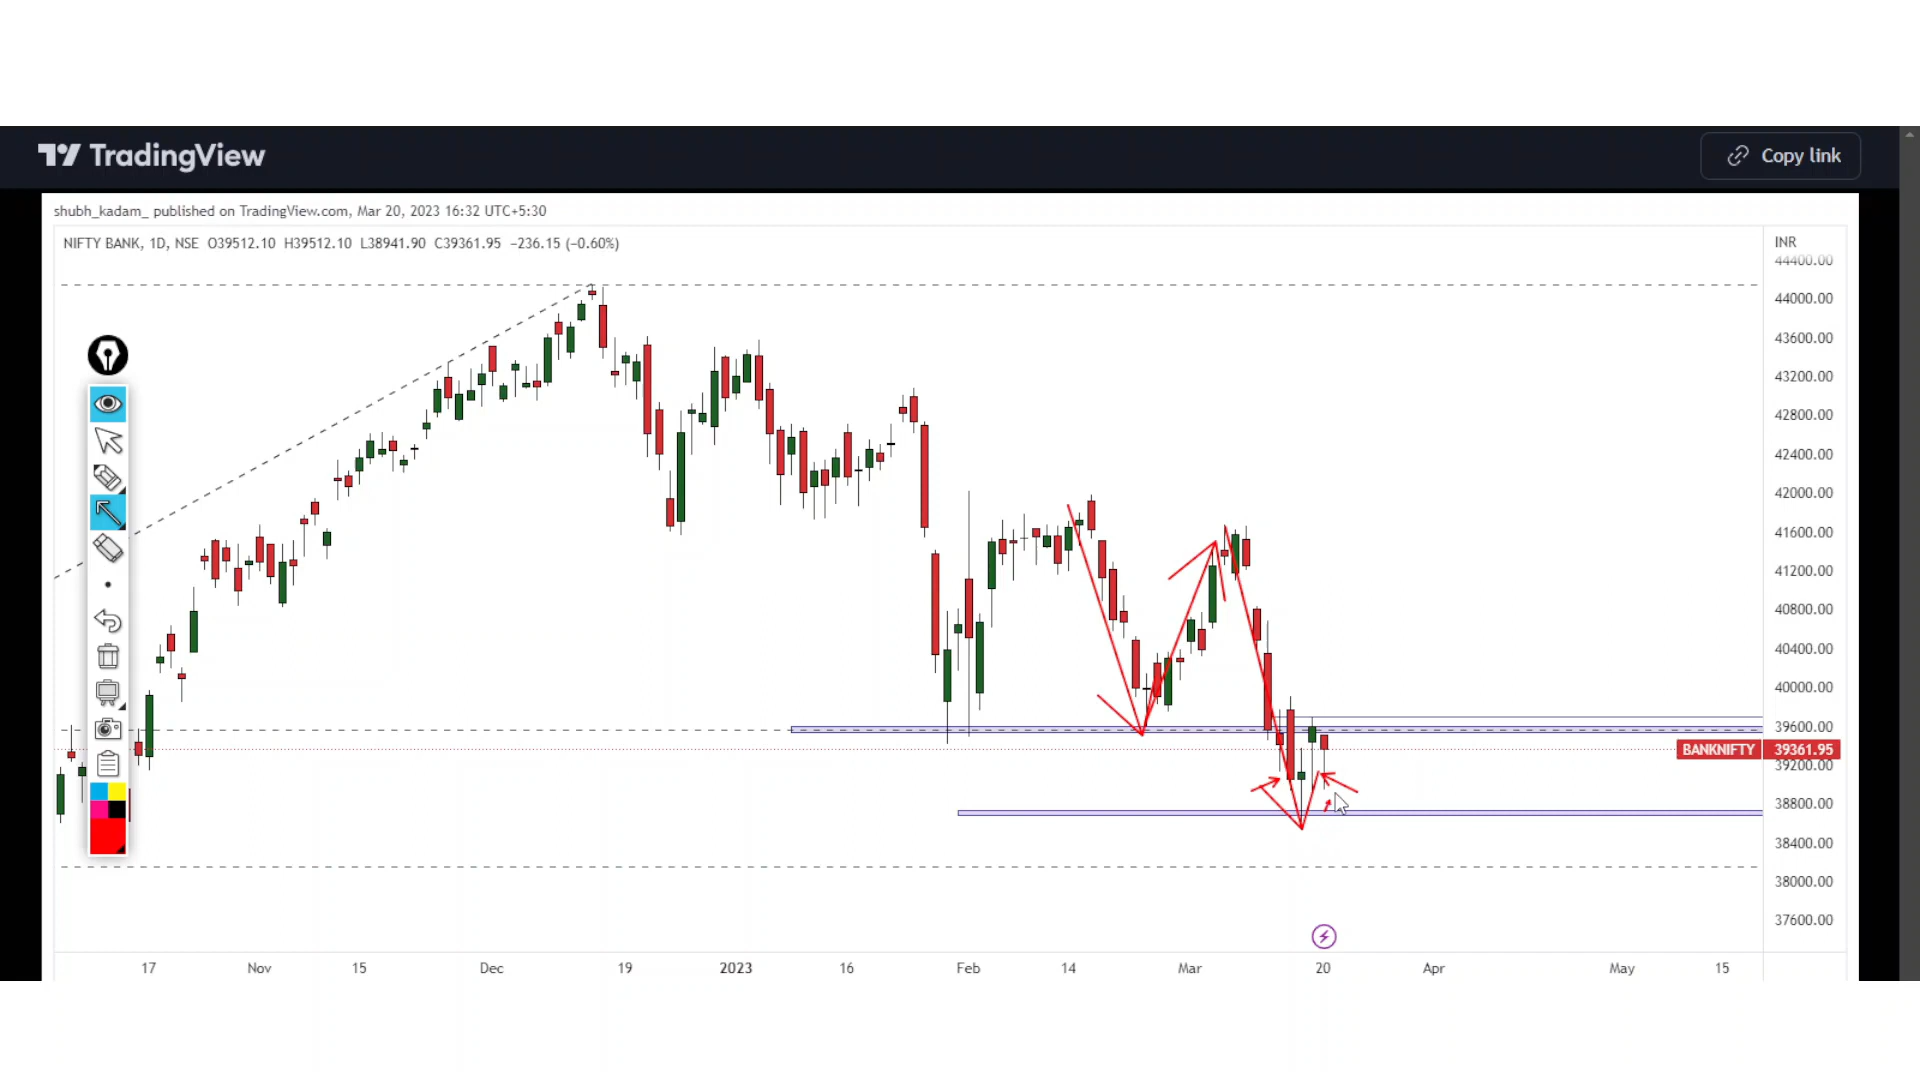 TradingView
Copy link
shubh_kadam_ published on TradingView.com, Mar 20, 2023 16:32 UTC+5:30
NIFTY BANK, 1D, NSE O39512.10 H39512.10 L38941.90 C39361.95 −236.15 (−0.60%)
INR
44400.00
44000.00
43600.00
43200.00
42800.00
42400.00
42000.00
41600.00
41200.00
40800.00
40400.00
40000.00
39600.00
BANKNIFTY 39361.95
39200.00
38800.00
38400.00
38000.00
37600.00
17 Nov 15 Dec 19 2023 16 Feb 14 Mar 20 Apr May 15